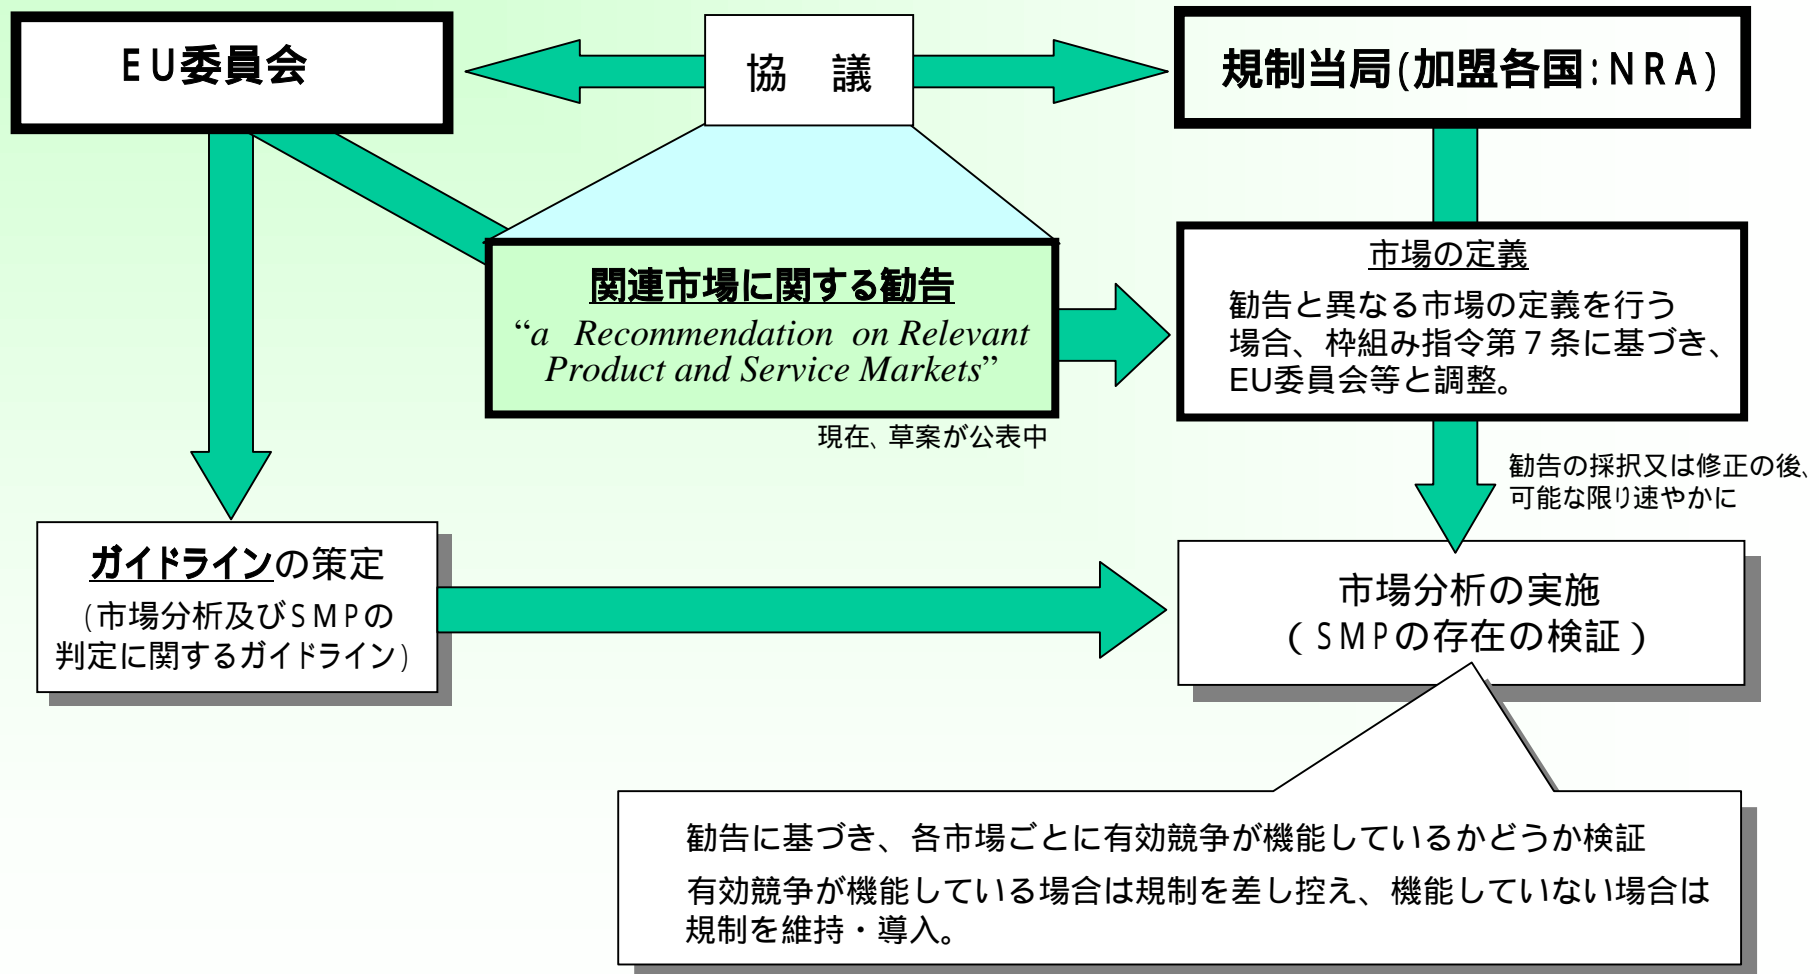 EU委員会
協　議
規制当局(加盟各国:NRA)
関連市場に関する勧告
“a Recommendation on Relevant
Product and Service Markets”
現在、草案が公表中
市場の定義
勧告と異なる市場の定義を行う
場合、枠組み指令第７条に基づき、
EU委員会等と調整。
勧告の採択又は修正の後、
可能な限り速やかに
ガイドラインの策定
(市場分析及びSMPの
判定に関するガイドライン)
市場分析の実施
（SMPの存在の検証）
勧告に基づき、各市場ごとに有効競争が機能しているかどうか検証
有効競争が機能している場合は規制を差し控え、機能していない場合は
規制を維持・導入。